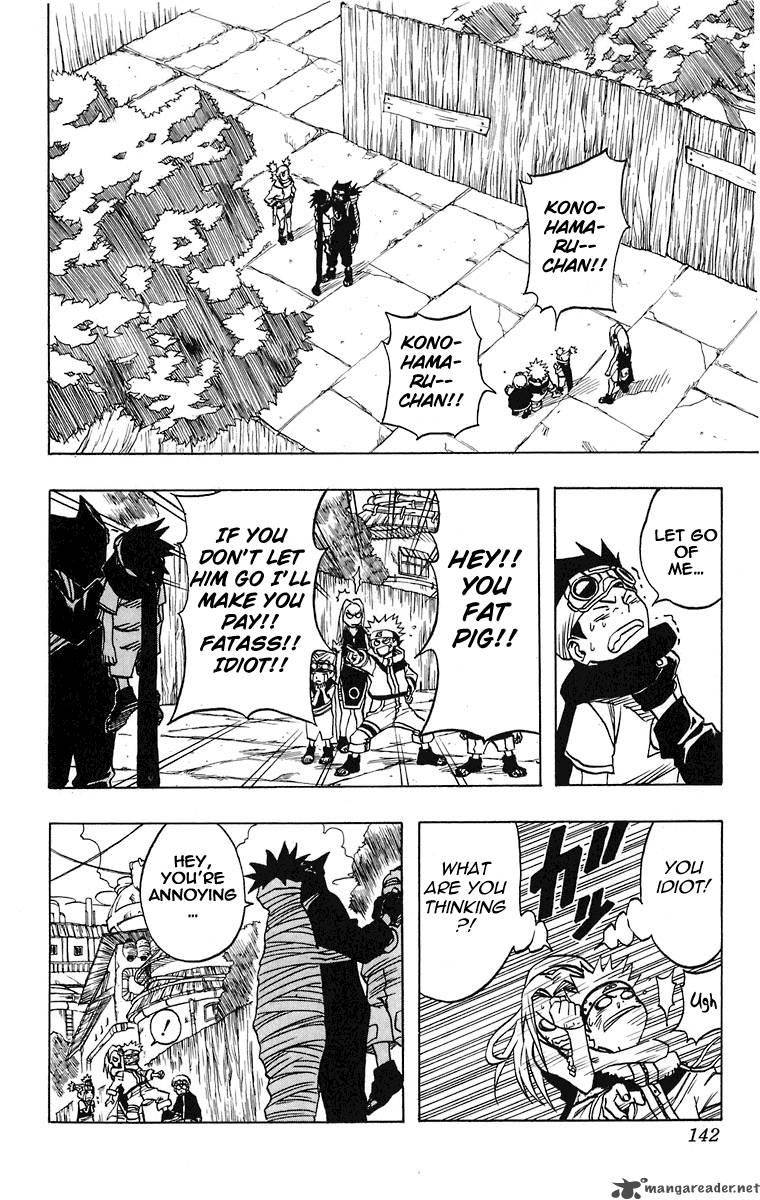 KONO-
HAMA-
RU--
CHAN!!
KONO-
HAMA-
RU--
CHAN!!
LET GO
OF
ME...
HEY!!
YOU
FAT
PIG!!
IF YOU
DON'T LET
HIM GO I'LL
MAKE YOU
PAY!!
FATASS!!
IDIOT!!
YOU
IDIOT!
ガッ
WHAT
ARE YOU
THINKING
?!
Ugh
HEY,
YOU'RE
ANNOYING
...
!
142
mangareader.net